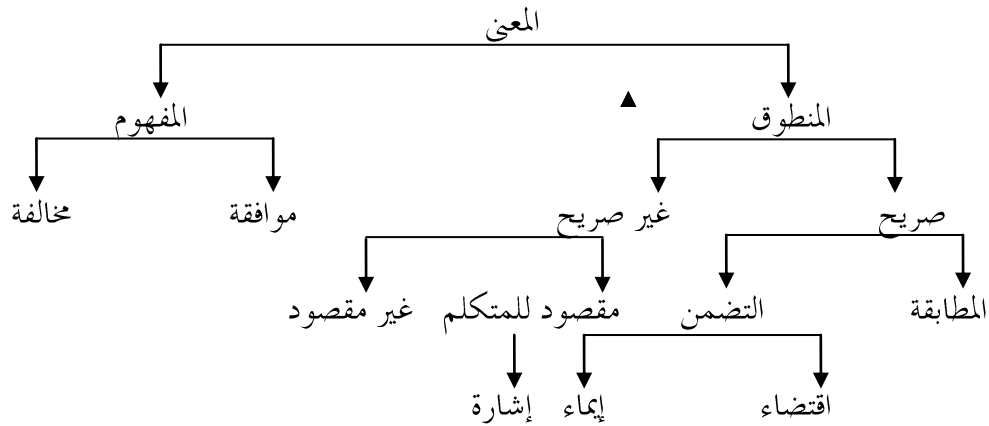 المعنى
المنطوق المفهوم
صريح غير صريح موافقة مخالفة
المطابقة التضمن مقصود للمتكلم غير مقصود
اقتضاء إيماء إشارة